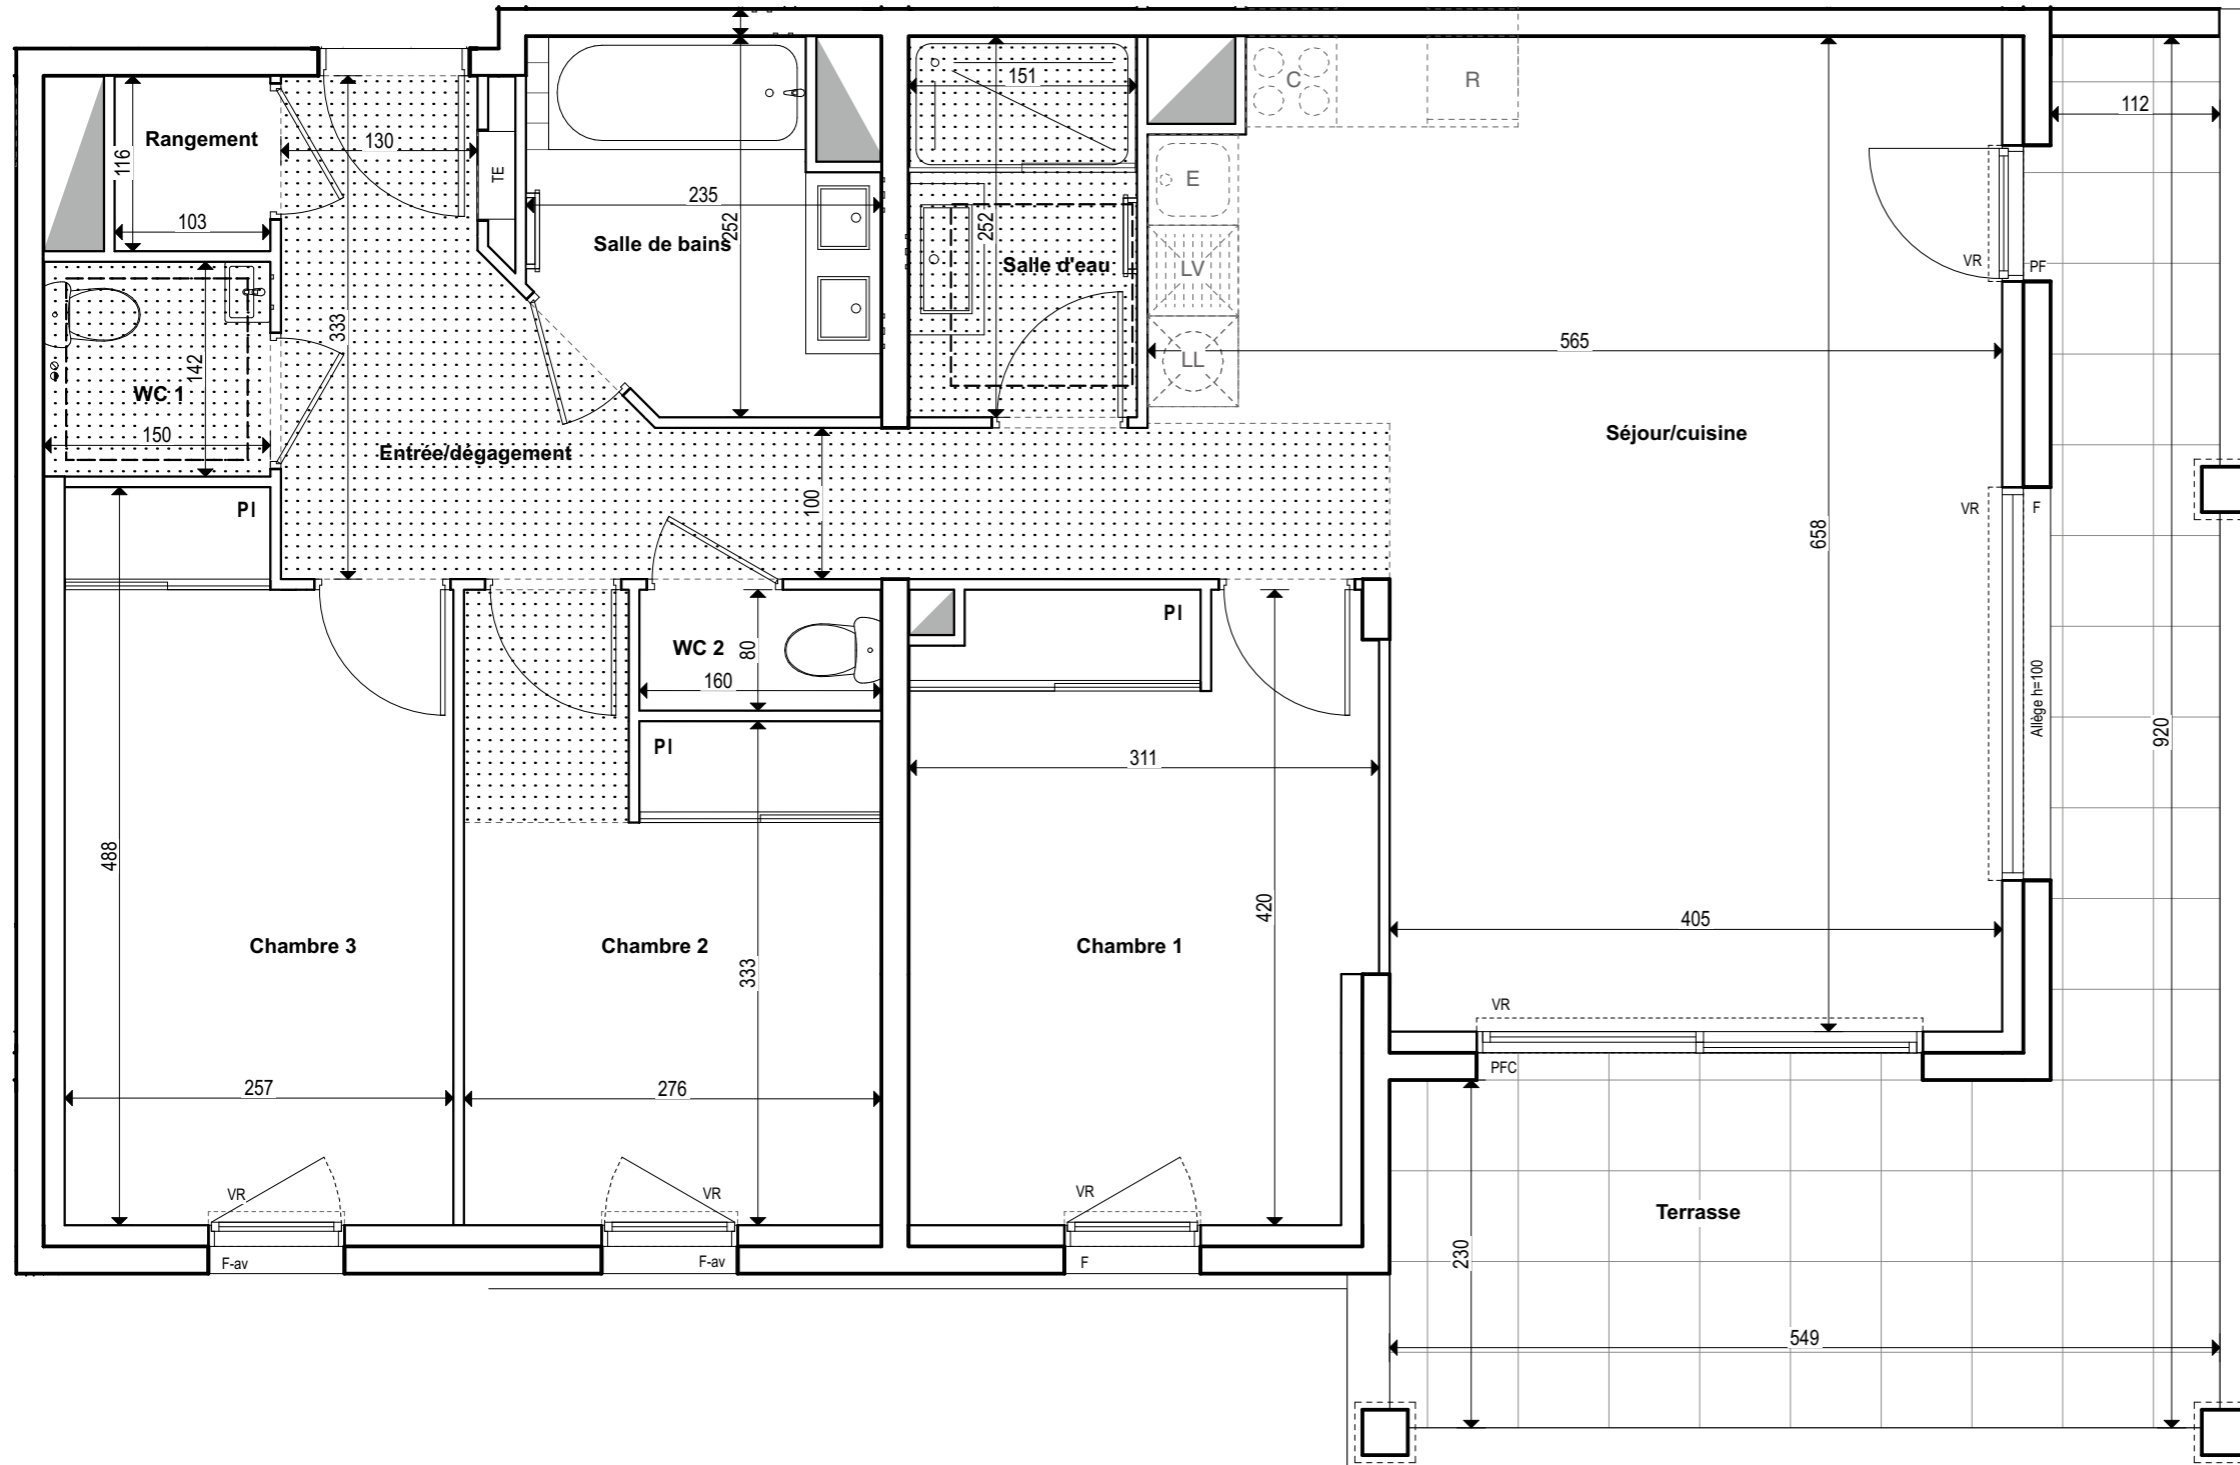 112
C
R
151
Rangement
130
116
TE
E
235
252
103
Salle de bains
252
Salle d'eau
VR
PF
LV
333
565
LL
142
WC 1
150
Entrée/dégagement
Séjour/cuisine
PI
100
VR
F
658
PI
WC 2
80
160
Allège h=100
PI
920
311
488
420
405
Chambre 3
Chambre 2
Chambre 1
333
VR
PFC
257
276
VR
VR
VR
Terrasse
230
F-av
F-av
F
549